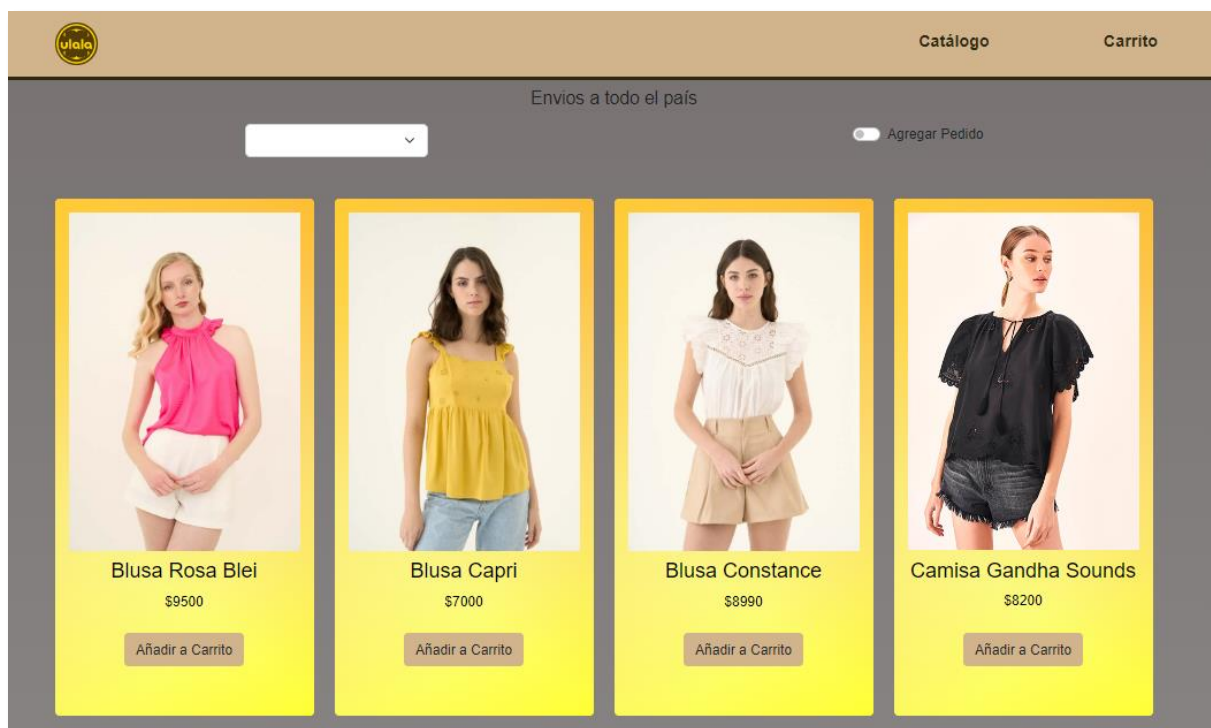 ulala
Catálogo
Carrito
Envios a todo el país
Agregar Pedido
Blusa Rosa Blei
$9500
Añadir a Carrito
Blusa Capri
$7000
Añadir a Carrito
Blusa Constance
$8990
Añadir a Carrito
Camisa Gandha Sounds
$8200
Añadir a Carrito